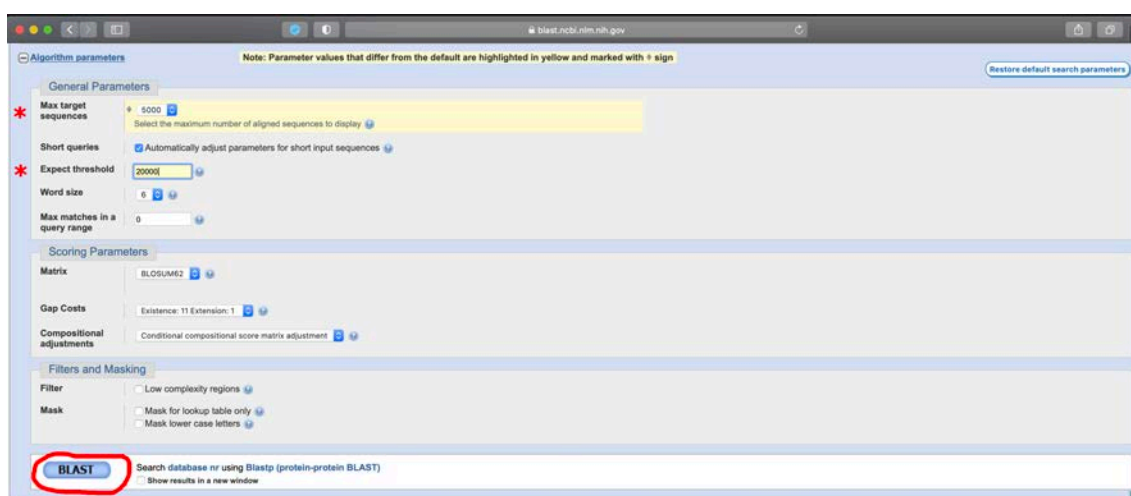 blast.ncbi.nlm.nih.gov
Algorithm parameters
Note: Parameter values that differ from the default are highlighted in yellow and marked with ♦ sign
Restore default search parameters
General Parameters
* Max target sequences
♦ 5000
Select the maximum number of aligned sequences to display
Short queries
Automatically adjust parameters for short input sequences
* Expect threshold
20000
Word size
6
Max matches in a query range
0
Scoring Parameters
Matrix
BLOSUM62
Gap Costs
Existence: 11 Extension: 1
Compositional adjustments
Conditional compositional score matrix adjustment
Filters and Masking
Filter
Low complexity regions
Mask
Mask for lookup table only
Mask lower case letters
BLAST
Search database nr using Blastp (protein-protein BLAST)
Show results in a new window